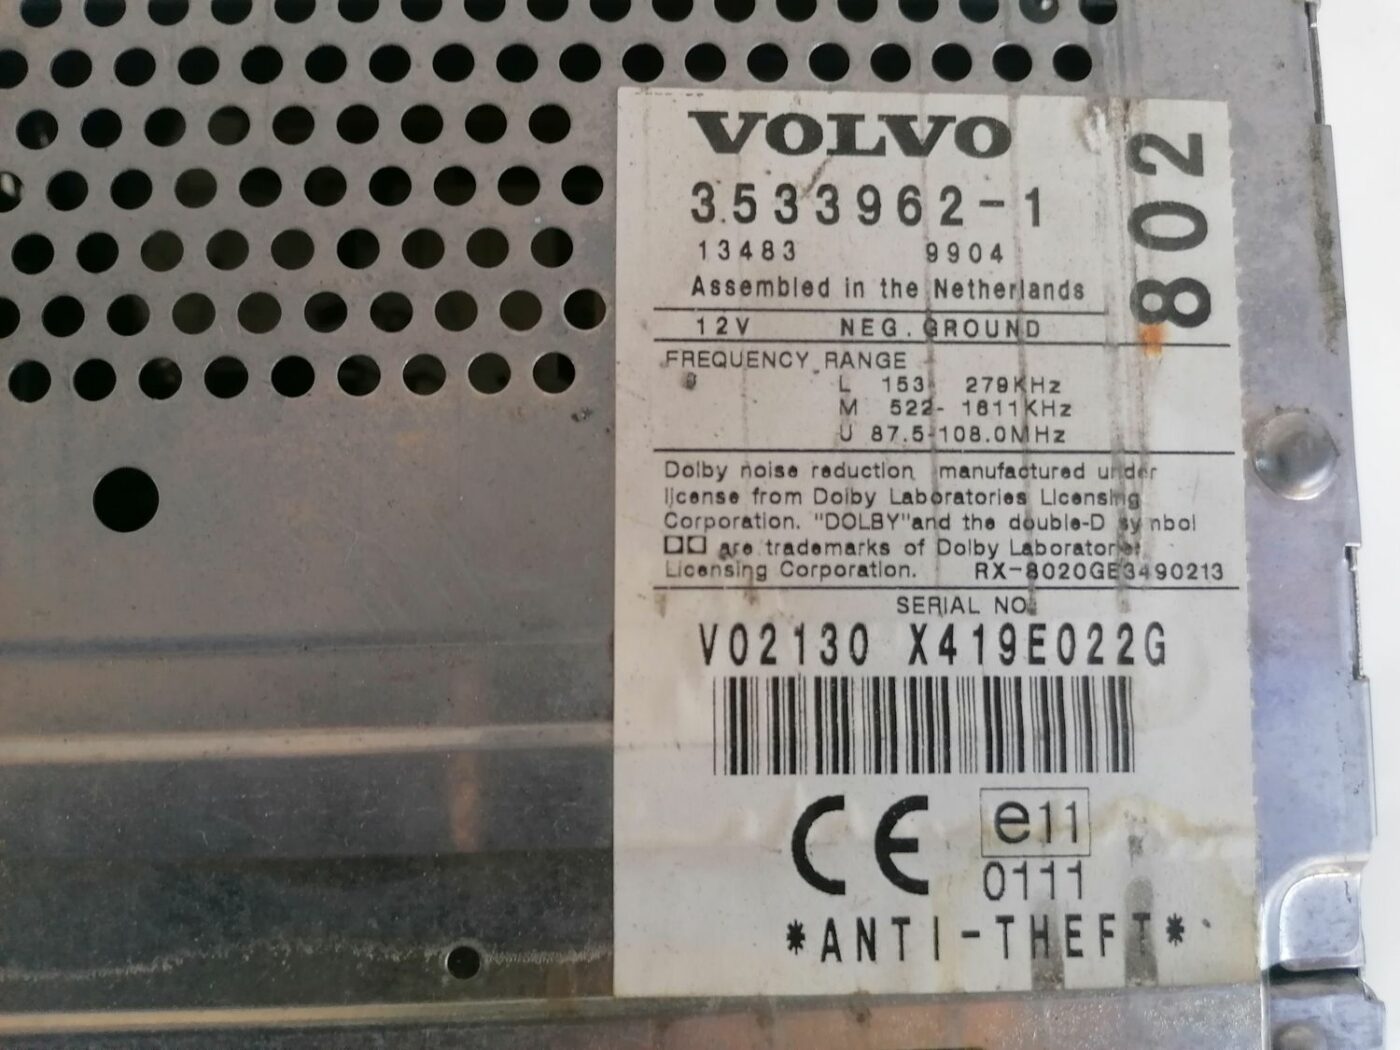 VOLVO
3533962-1
802
13483 9904
Assembled in the Netherlands
12V NEG. GROUND
FREQUENCY RANGE
L 153- 279KHz
M 522- 1611KHz
U 87.5-108.0MHz
Dolby noise reduction manufactured under
license from Dolby Laboratories Licensing
Corporation. "DOLBY"and the double-D symbol
are trademarks of Dolby Laboratories
Licensing Corporation. RX-8020GE3490213
SERIAL NO.
V02130 X419E022G
CE e11
0111
*ANTI-THEFT*